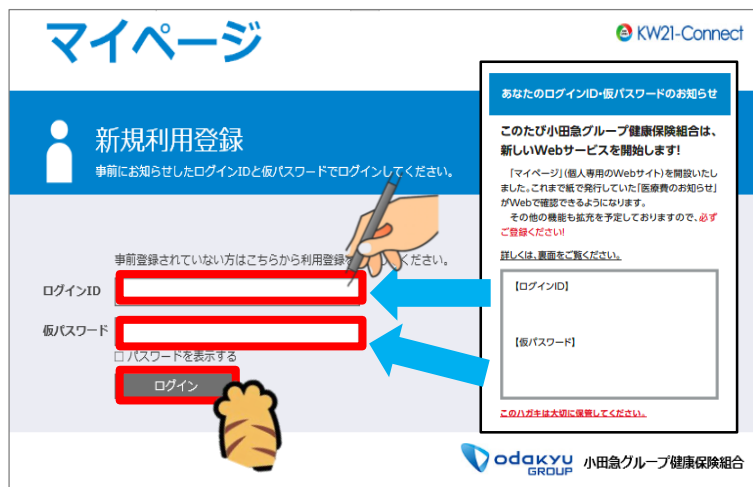 マイページ
KW21-Connect
新規利用登録
事前にお知らせしたログインIDと仮パスワードでログインしてください。
事前登録されていない方はこちらから利用登録を
ください。
ログインID
仮パスワード
□ パスワードを表示する
ログイン
あなたのログインID・仮パスワードのお知らせ
このたび小田急グループ健康保険組合は、
新しいWebサービスを開始します!
「マイページ」(個人専用のWebサイト)を開設いたし
ました。これまで紙で発行していた「医療費のお知らせ」
がWebで確認できるようになります。
その他の機能も拡充を予定しておりますので、必ず
ご登録ください!
詳しくは、裏面をご覧ください。
【ログインID】
【仮パスワード】
このハガキは大切に保管してください。
odakyu
GROUP
小田急グループ健康保険組合